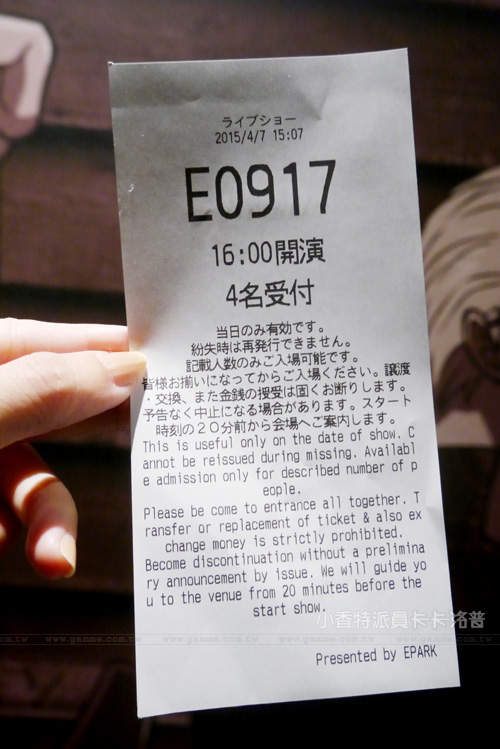 ライブショー
2015/4/7 15:07
E0917
16:00開演
4名受付
当日のみ有効です。
紛失時は再発行できません。
記載人数のみご入場可能です。
皆様お揃いになってからご入場ください。譲渡
・交換、また金銭の授受は固くお断りします。
予告なく中止になる場合があります。スタート
時刻の20分前から会場へご案内します。
This is useful only on the date of show. C
annot be reissued during missing. Availabl
e admission only for described number of p
eople.
Please be come to entrance all together. T
ransfer or replacement of ticket & also ex
change money is strictly prohibited.
Become discontinuation without a prelimina
ry announcement by issue. We will guide yo
u to the venue from 20 minutes before the
start show.
小香特派員卡卡洛普
Presented by EPARK